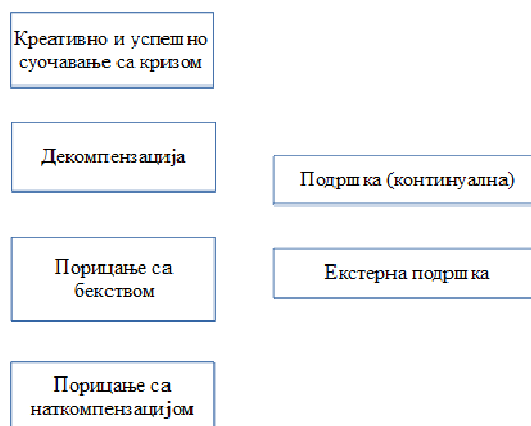 Креативно и успешно
суочавање са кризом
Декомпензација
Подршка (континуална)
Порицање са
бекством
Екстерна подршка
Порицање са
наткомпензацијом